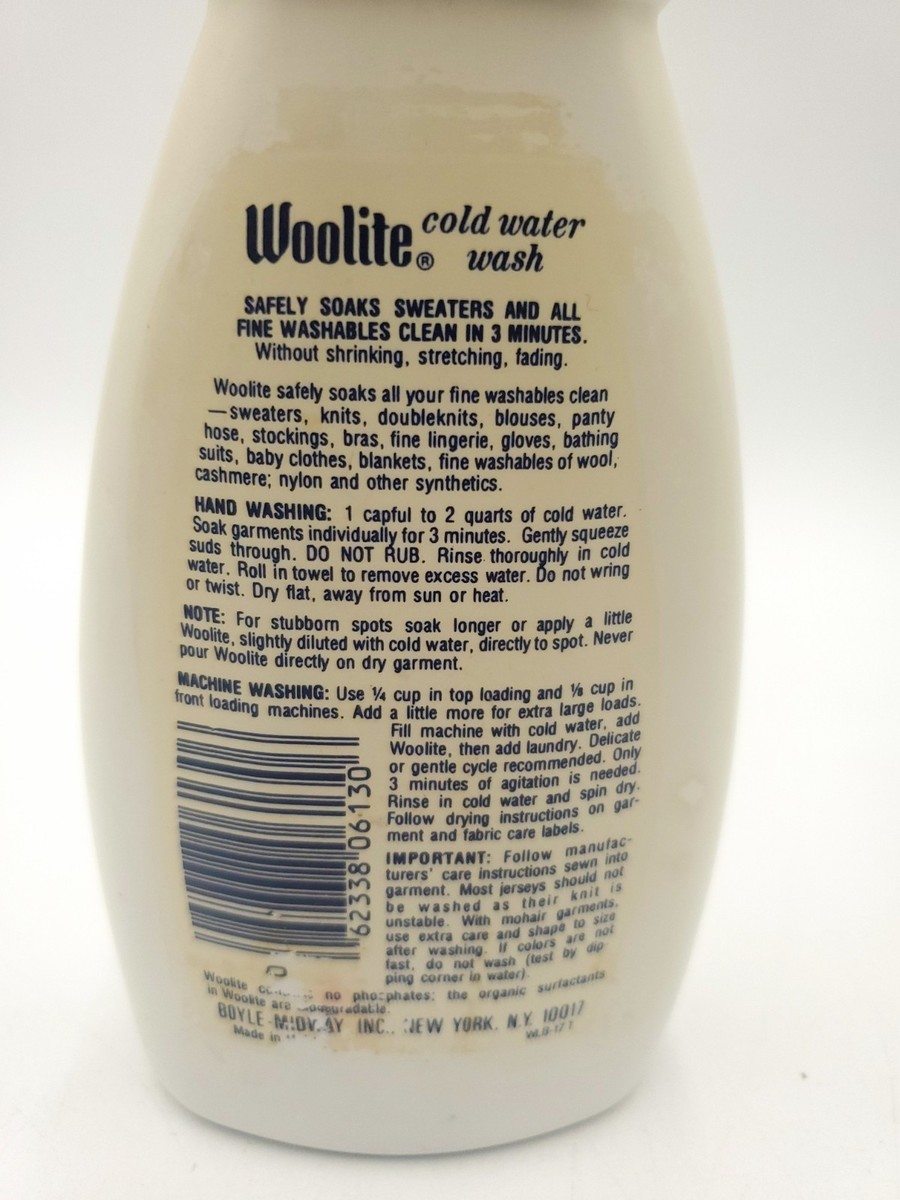 Woolite® cold water
wash
SAFELY SOAKS SWEATERS AND ALL
FINE WASHABLES CLEAN IN 3 MINUTES.
Without shrinking, stretching, fading.
Woolite safely soaks all your fine washables clean
—sweaters, knits, doubleknits, blouses, panty
hose, stockings, bras, fine lingerie, gloves, bathing
suits, baby clothes, blankets, fine washables of wool,
cashmere; nylon and other synthetics.
HAND WASHING: 1 capful to 2 quarts of cold water.
Soak garments individually for 3 minutes. Gently squeeze
suds through. DO NOT RUB. Rinse thoroughly in cold
water. Roll in towel to remove excess water. Do not wring
or twist. Dry flat, away from sun or heat.
NOTE: For stubborn spots soak longer or apply a little
Woolite, slightly diluted with cold water, directly to spot. Never
pour Woolite directly on dry garment.
MACHINE WASHING: Use ¼ cup in top loading and ⅛ cup in
front loading machines. Add a little more for extra large loads.
Fill machine with cold water, add
Woolite, then add laundry. Delicate
or gentle cycle recommended. Only
3 minutes of agitation is needed.
Rinse in cold water and spin dry.
Follow drying instructions on gar-
ment and fabric care labels.
62338 06130
IMPORTANT: Follow manufac-
turers' care instructions sewn into
garment. Most jerseys should not
be washed as their knit is
unstable. With mohair garments,
use extra care and shape to size
after washing. If colors are not
fast, do not wash (test by dip-
ping corner in water).
Woolite no phosphates; the organic surfactants
in Woolite are biodegradable.
BOYLE-MIDWAY INC., NEW YORK, N.Y. 10017
Made in